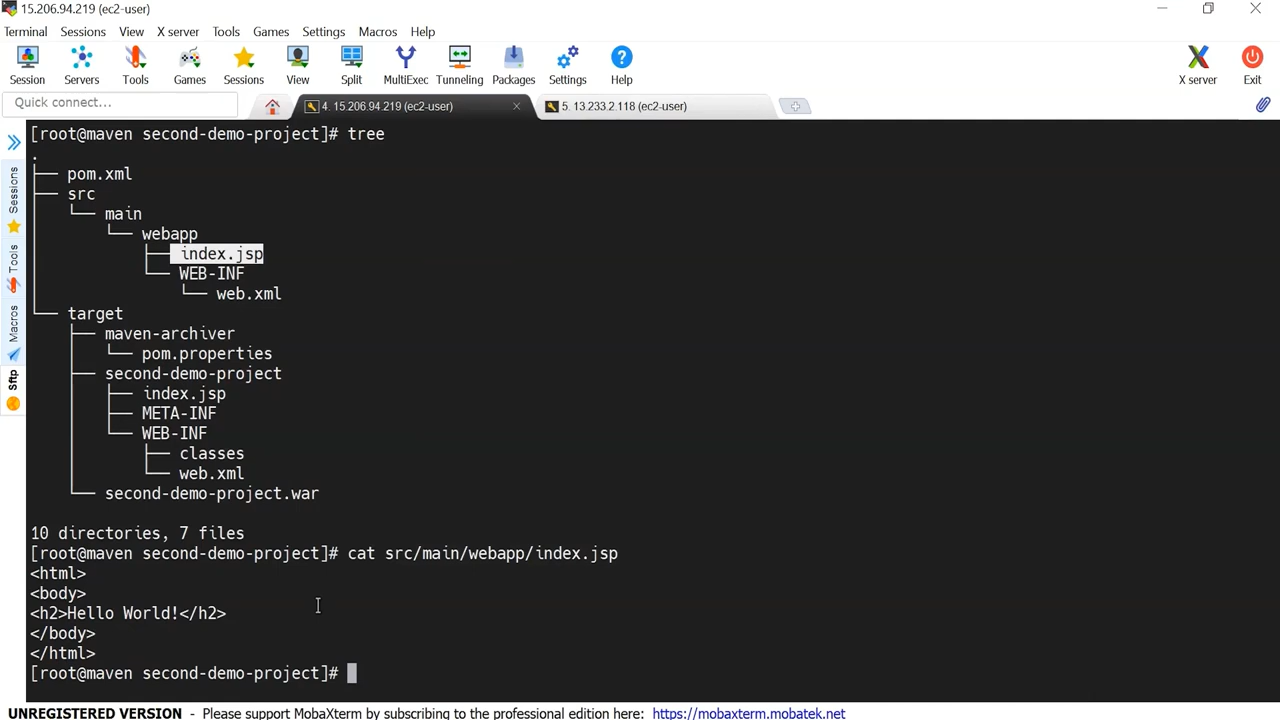 15.206.94.219 (ec2-user)
Terminal Sessions View X server Tools Games Settings Macros Help
Session Servers Tools Games Sessions View Split MultiExec Tunneling Packages Settings Help X server Exit
Quick connect... 4. 15.206.94.219 (ec2-user) 5. 13.233.2.118 (ec2-user)
Sessions
Tools
Macros
Sftp
[root@maven second-demo-project]# tree
.
├── pom.xml
├── src
│   └── main
│       └── webapp
│           ├── index.jsp
│           └── WEB-INF
│               └── web.xml
└── target
    ├── maven-archiver
    │   └── pom.properties
    ├── second-demo-project
    │   ├── index.jsp
    │   ├── META-INF
    │   └── WEB-INF
    │       ├── classes
    │       └── web.xml
    └── second-demo-project.war
10 directories, 7 files
[root@maven second-demo-project]# cat src/main/webapp/index.jsp
<html>
<body>
<h2>Hello World!</h2>
</body>
</html>
[root@maven second-demo-project]#
UNREGISTERED VERSION - Please support MobaXterm by subscribing to the professional edition here: https://mobaxterm.mobatek.net